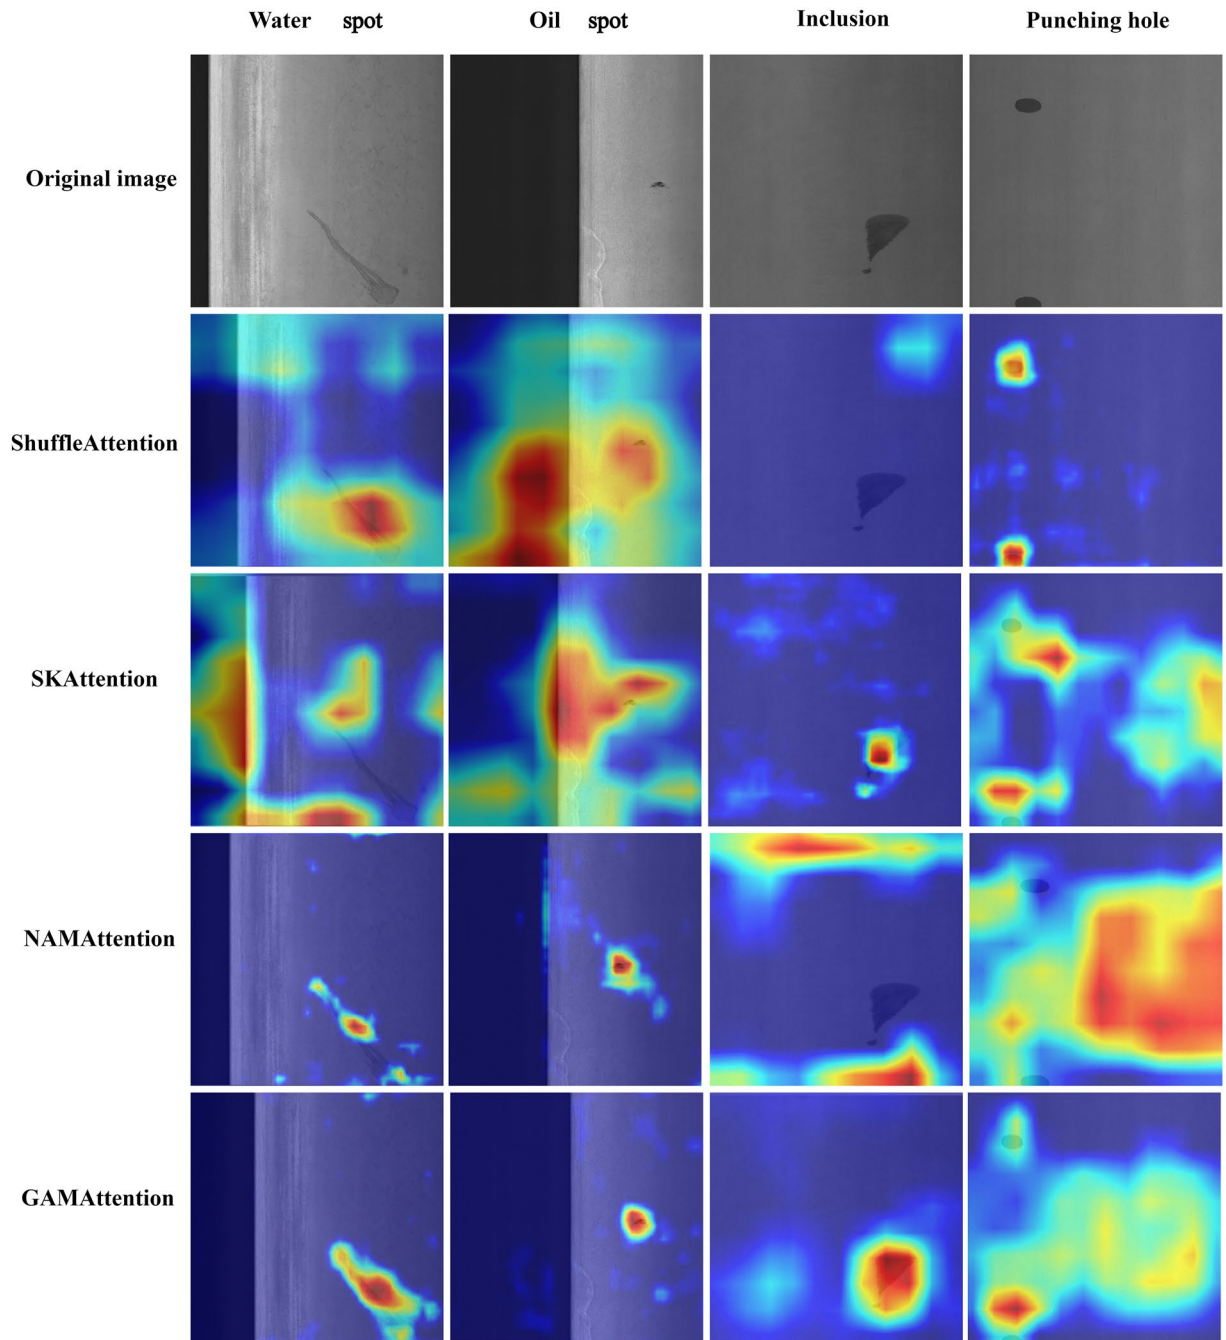 Water spot Oil spot Inclusion Punching hole
Original image
ShuffleAttention
SKAttention
NAMAttention
GAMAttention